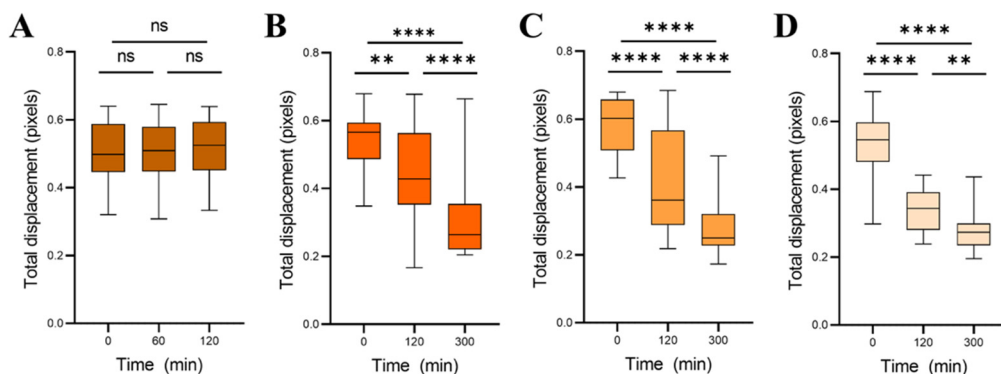 A
ns
ns
ns
Total displacement (pixels)
0.8
0.6
0.4
0.2
0.0
0
60
120
Time (min)
B
****
**
****
Total displacement (pixels)
0.8
0.6
0.4
0.2
0.0
0
120
300
Time (min)
C
****
****
****
Total displacement (pixels)
0.8
0.6
0.4
0.2
0.0
0
120
300
Time (min)
D
****
****
**
Total displacement (pixels)
0.8
0.6
0.4
0.2
0.0
0
120
300
Time (min)